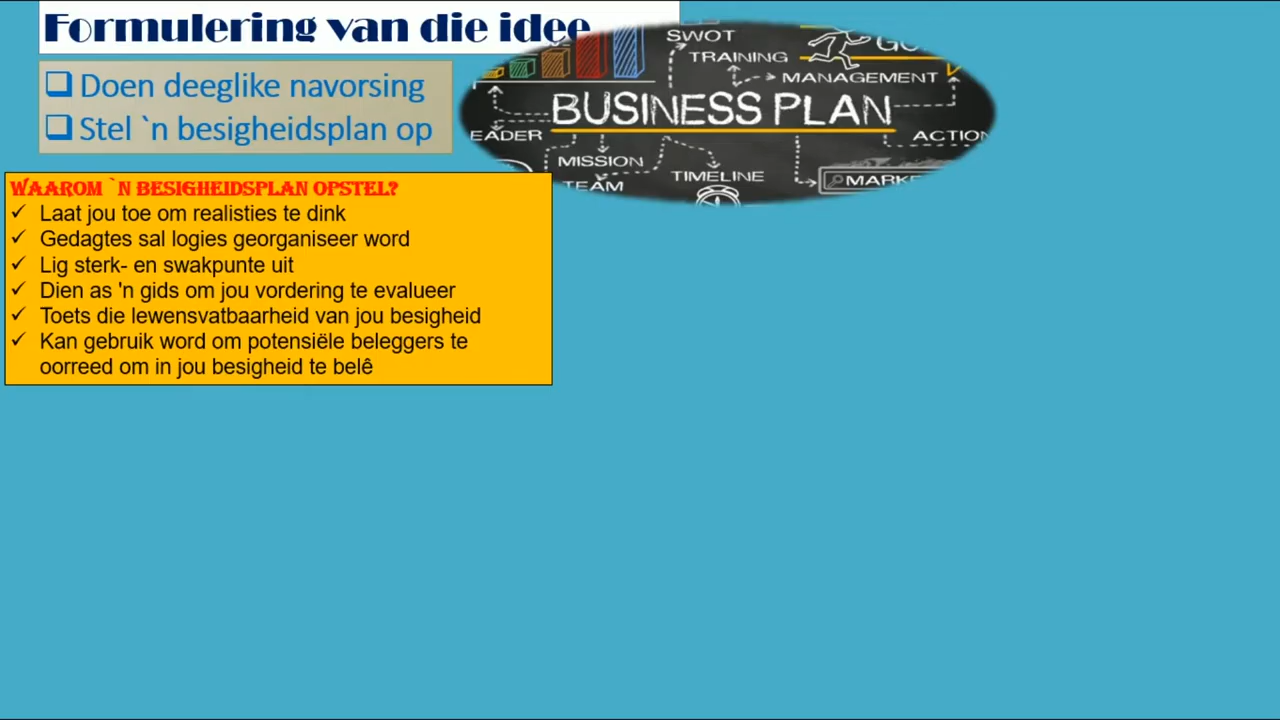 Formulering van die idee
❑ Doen deeglike navorsing
❑ Stel `n besigheidsplan op
SWOT
TRAINING
MANAGEMENT
BUSINESS PLAN
EADER
ACTION
MISSION
TEAM
TIMELINE
MARKE
WAAROM `N BESIGHEIDSPLAN OPSTEL?
✓ Laat jou toe om realisties te dink
✓ Gedagtes sal logies georganiseer word
✓ Lig sterk- en swakpunte uit
✓ Dien as 'n gids om jou vordering te evalueer
✓ Toets die lewensvatbaarheid van jou besigheid
✓ Kan gebruik word om potensiële beleggers te
oorreed om in jou besigheid te belê